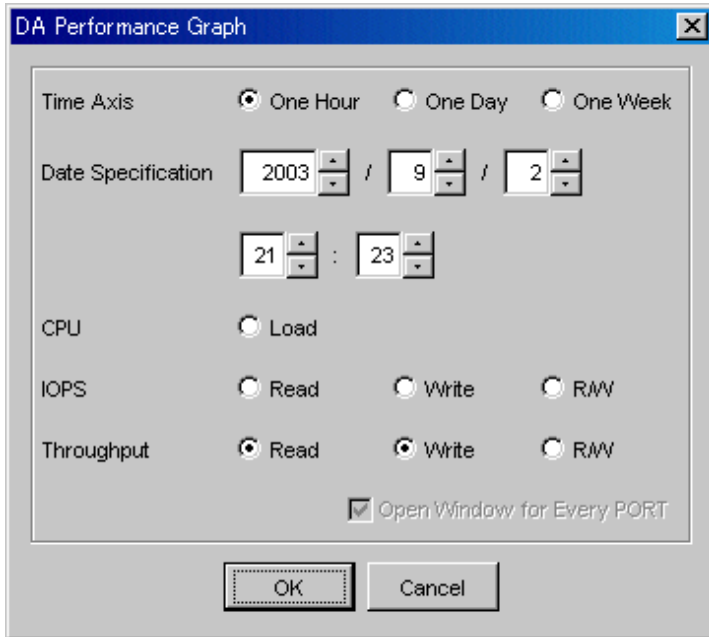 DA Performance Graph
Time Axis One Hour One Day One Week
Date Specification 2003 / 9 / 2
21 : 23
CPU Load
IOPS Read Write R/W
Throughput Read Write R/W
Open Window for Every PORT
OK Cancel